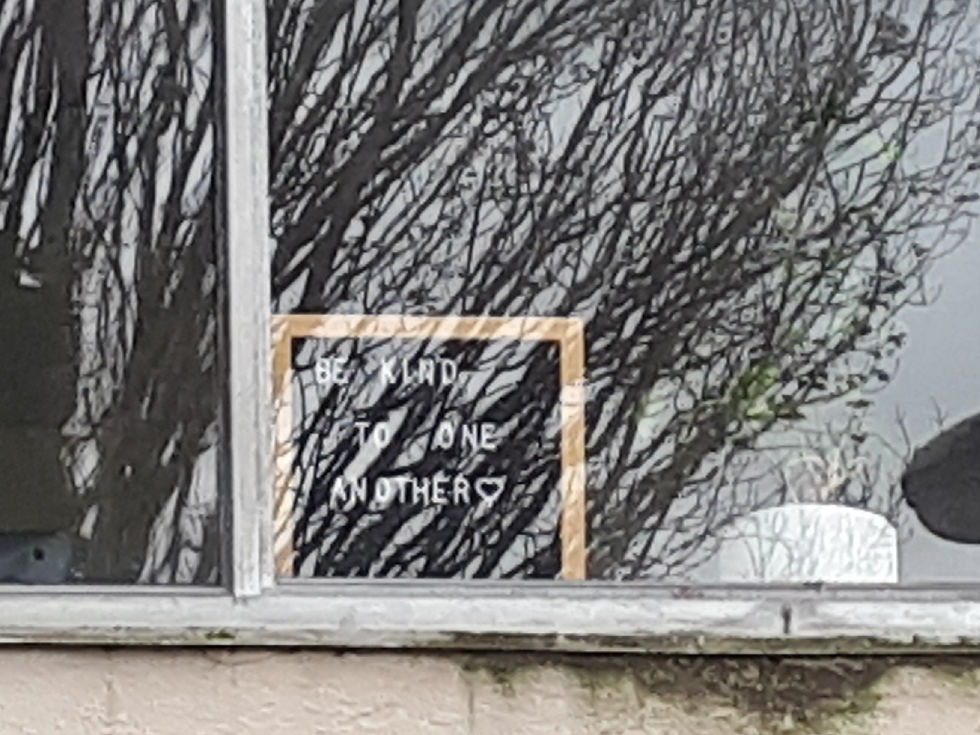 BE KIND
TO ONE
ANOTHER♡